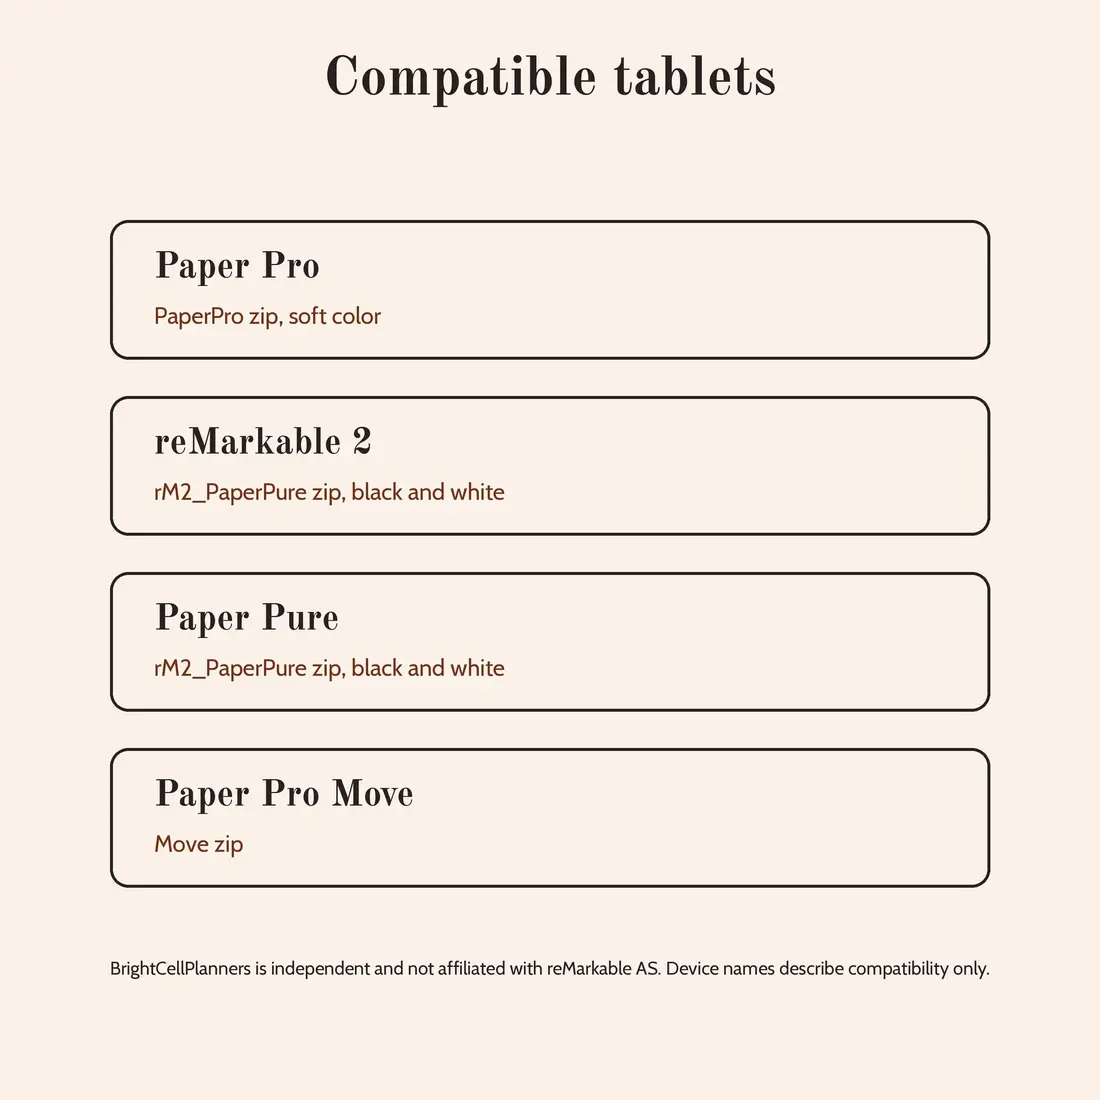 Compatible tablets
Paper Pro
PaperPro zip, soft color
reMarkable 2
rM2_PaperPure zip, black and white
Paper Pure
rM2_PaperPure zip, black and white
Paper Pro Move
Move zip
BrightCellPlanners is independent and not affiliated with reMarkable AS. Device names describe compatibility only.